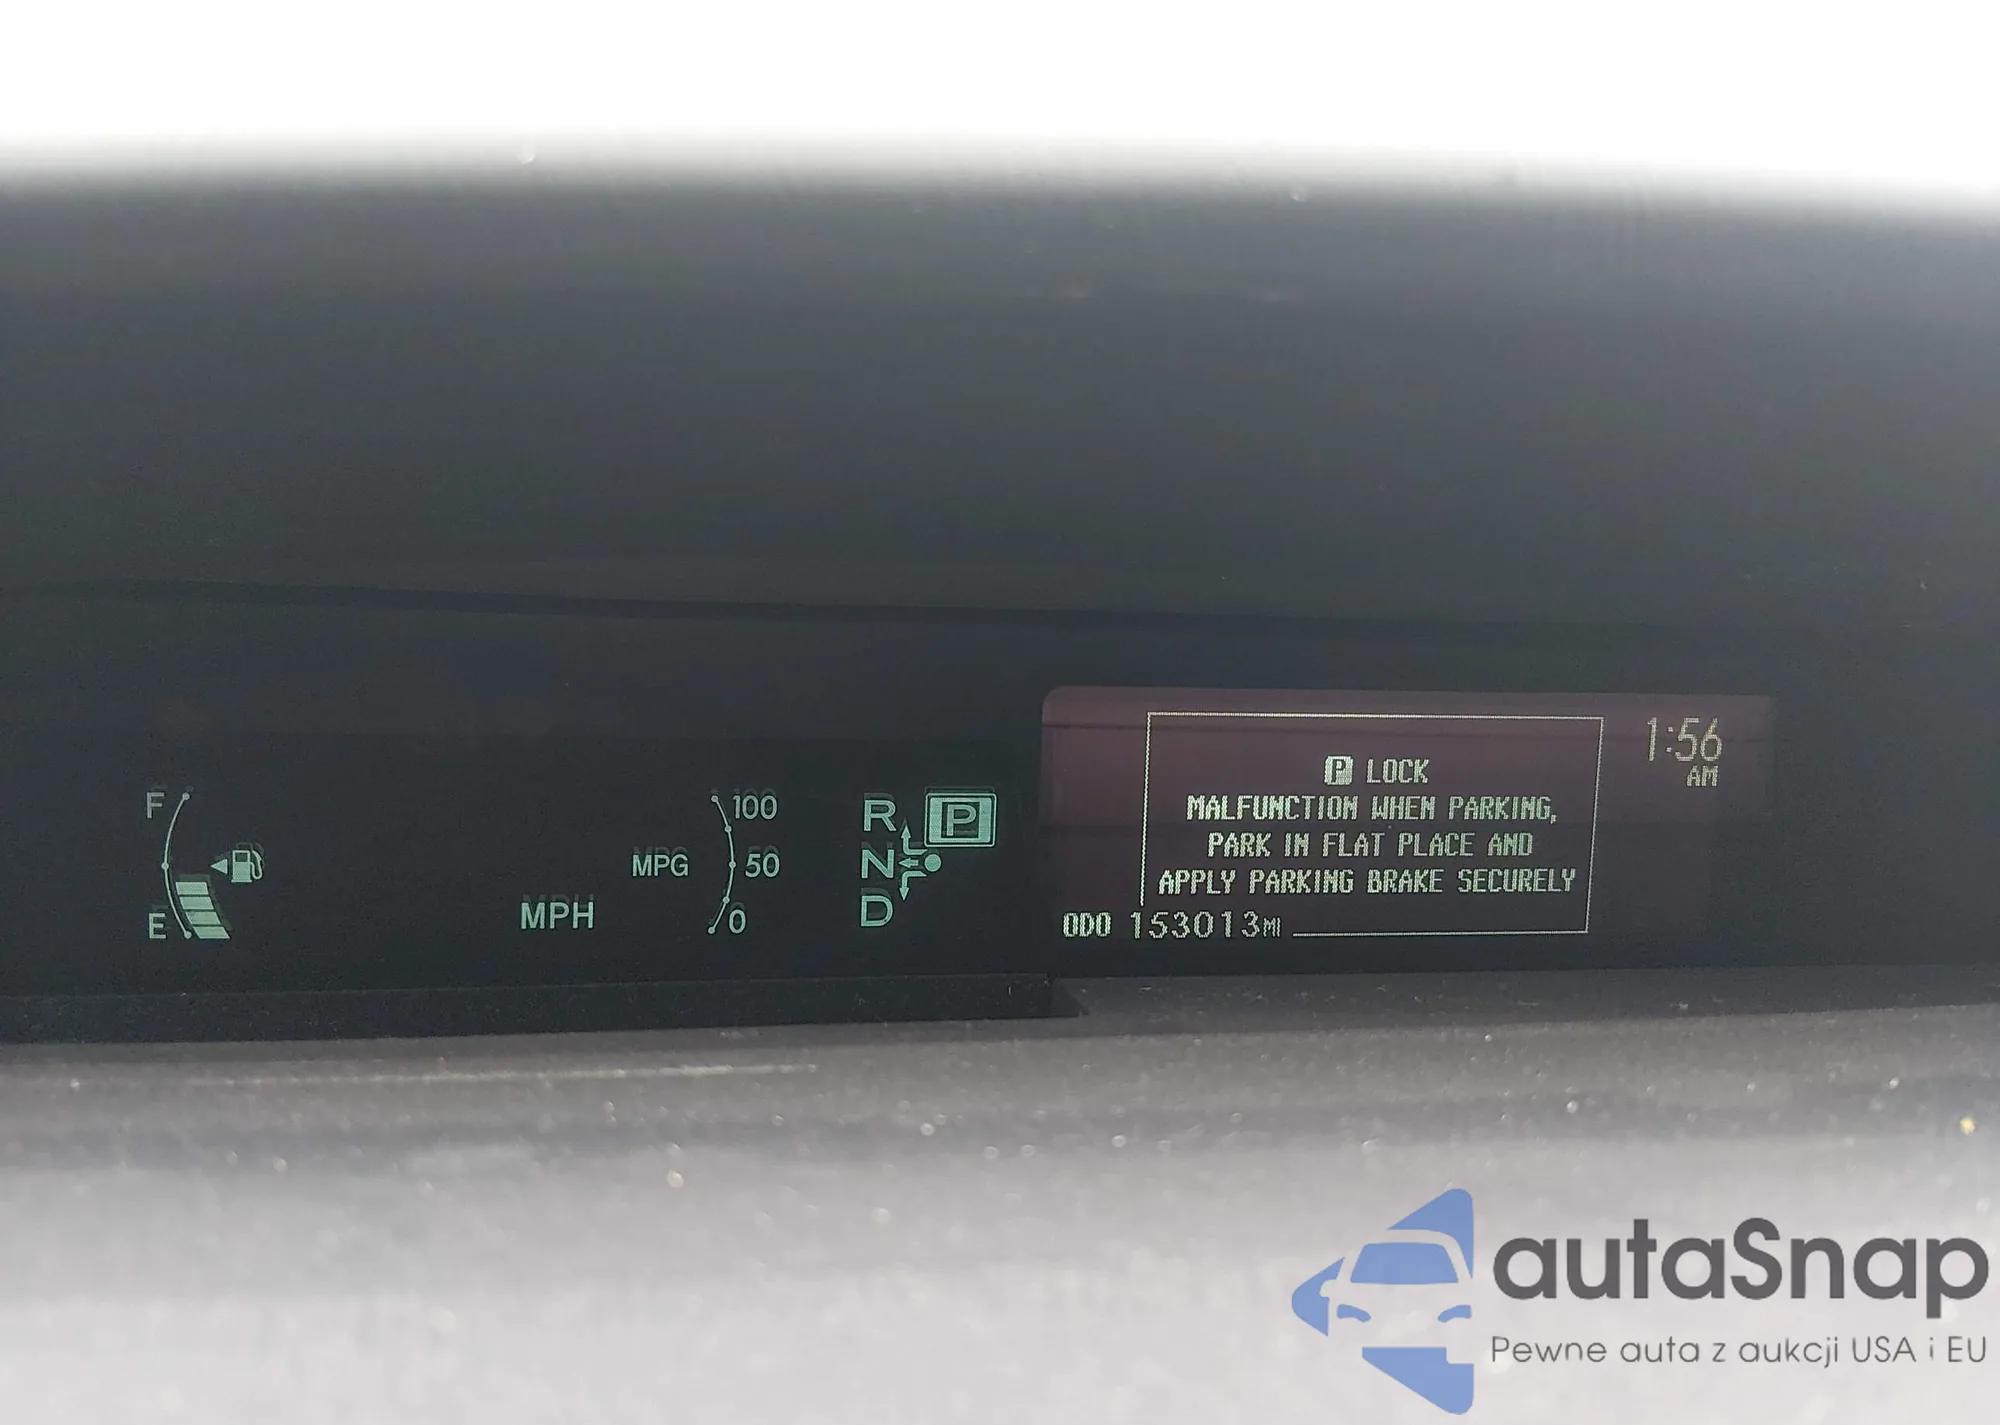 F
E
MPH
MPG
100
50
0
R
N
D
P
P LOCK
MALFUNCTION WHEN PARKING,
PARK IN FLAT PLACE AND
APPLY PARKING BRAKE SECURELY
1:56
AM
ODO 153013MI
autaSnap
Pewne auta z aukcji USA i EU